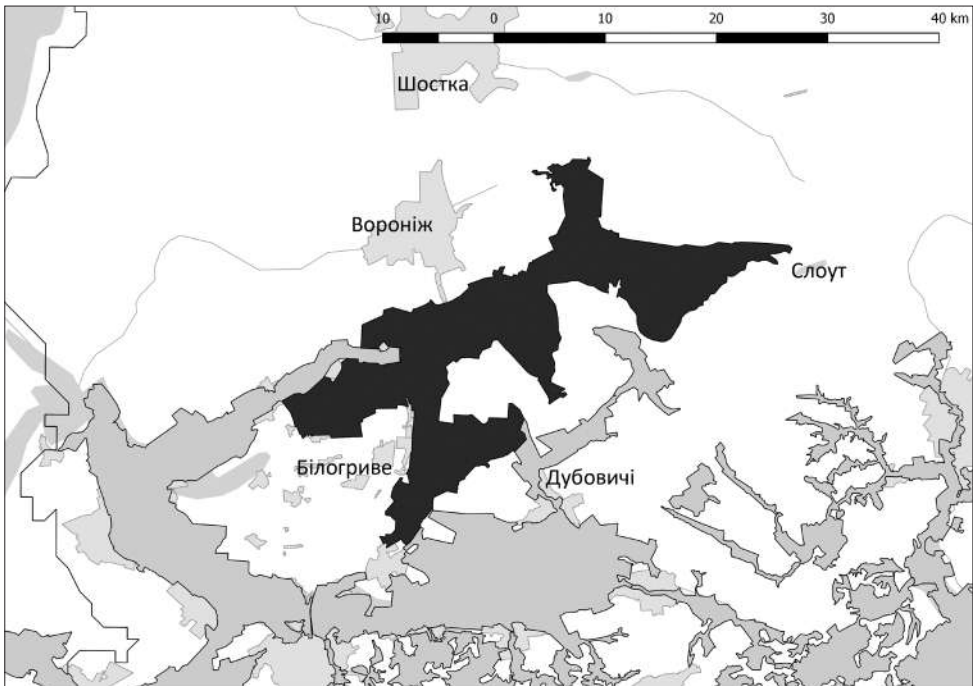 10 0 10 20 30 40 km
Шостка
Вороніж
Слоут
Білогриве
Дубовичі